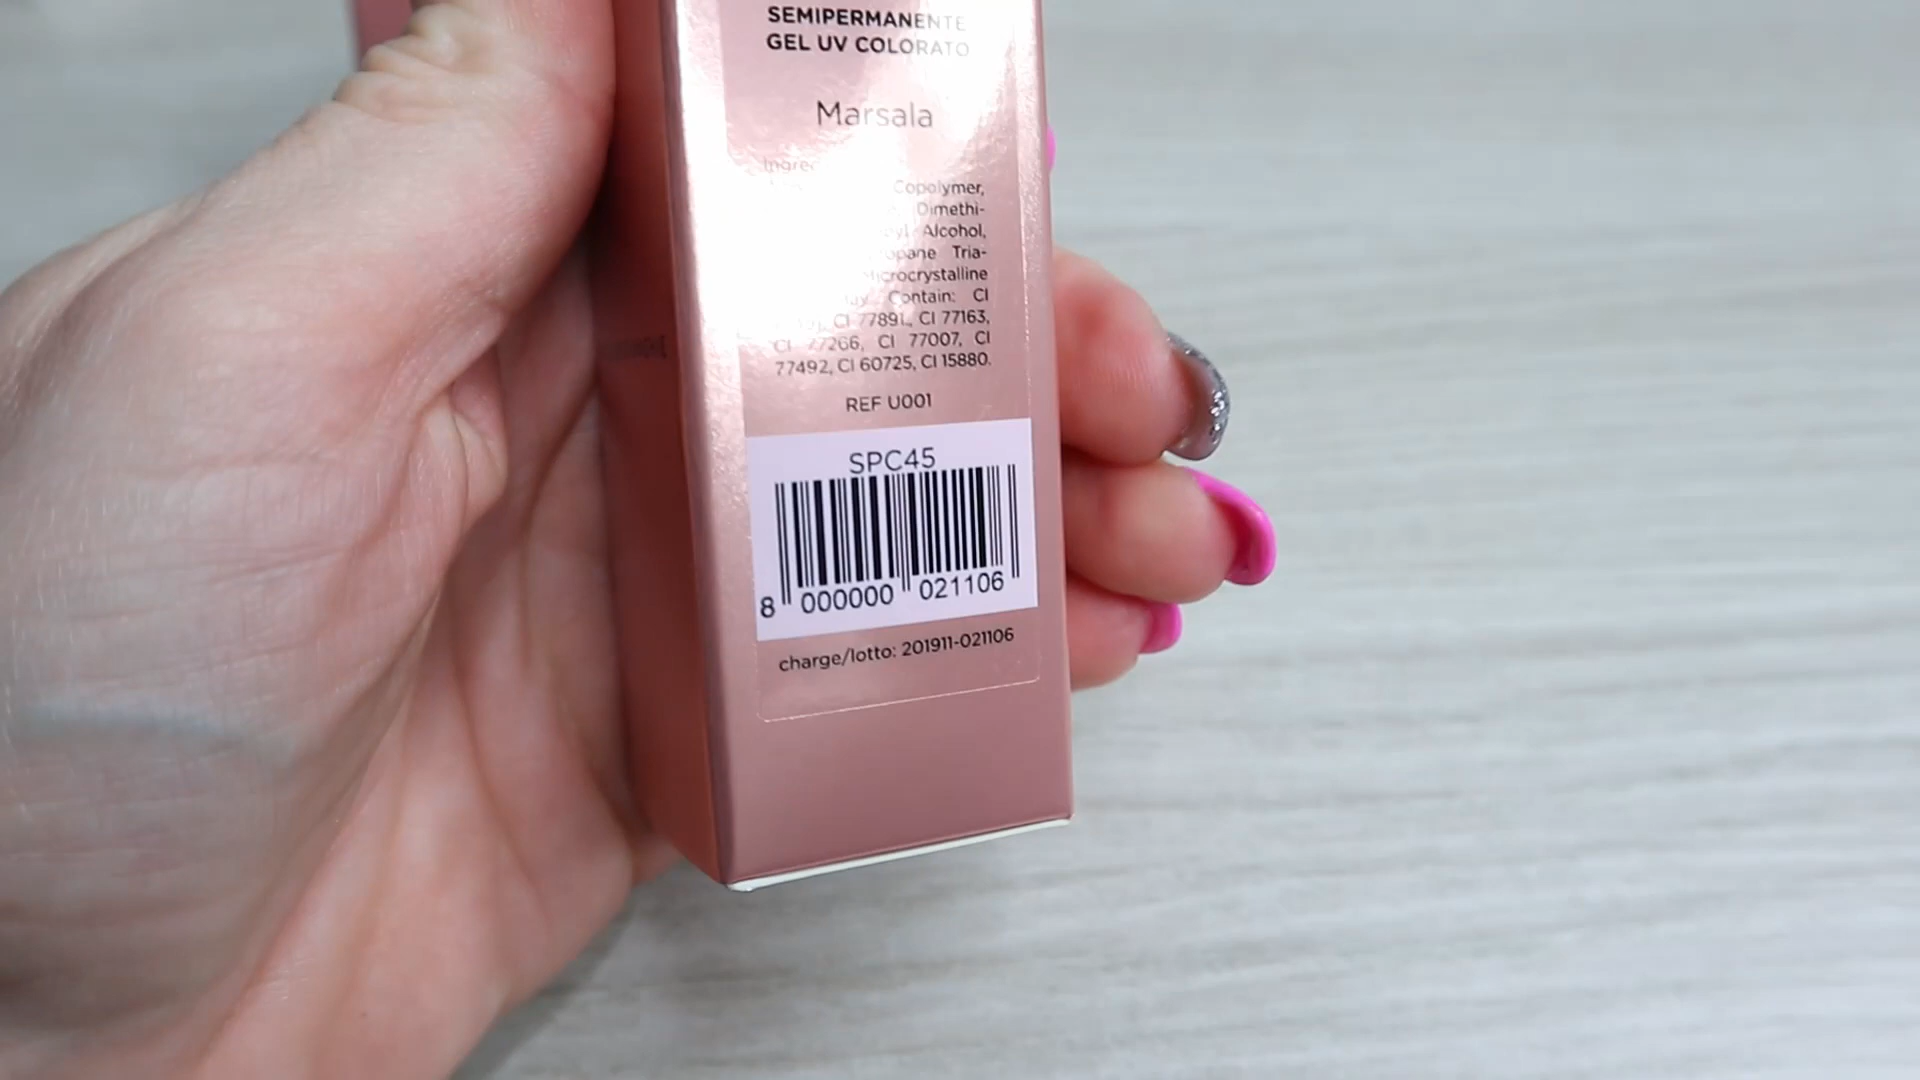 SEMIPERMANENTE
GEL UV COLORATO
Marsala
Copolymer,
Dimethi-
Alcohol,
Tria-
Microcrystalline
Contain: CI
CI 77891, CI 77163,
CI 77266, CI 77007, CI
77492, CI 60725, CI 15880.
REF U001
SPC45
8 000000 021106
charge/lotto: 201911-021106